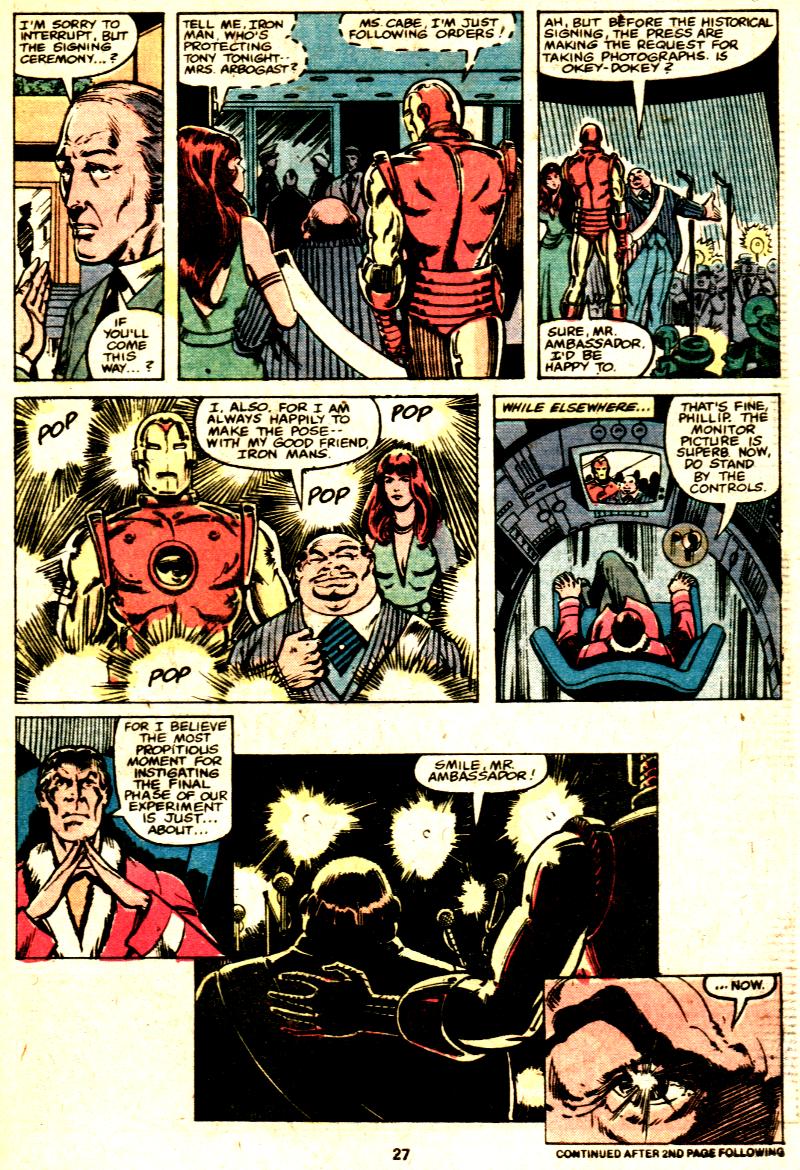 I'M SORRY TO
INTERRUPT, BUT
THE SIGNING
CEREMONY...?
IF
YOU'LL
COME
THIS
WAY...?
TELL ME, IRON
MAN, WHO'S
PROTECTING
TONY TONIGHT--
MRS. ARBOGAST?
MS. CABE, I'M JUST
FOLLOWING ORDERS!
AH, BUT BEFORE THE HISTORICAL
SIGNING, THE PRESS ARE
MAKING THE REQUEST FOR
TAKING PHOTOGRAPHS. IS
OKEY-DOKEY?
SURE, MR.
AMBASSADOR.
I'D BE
HAPPY TO.
POP
I, ALSO. FOR I AM
ALWAYS HAPPILY TO
MAKE THE POSE--
WITH MY GOOD FRIEND,
IRON MANS.
POP
POP
POP
WHILE ELSEWHERE...
THAT'S FINE,
PHILLIP. THE
MONITOR
PICTURE IS
SUPERB. NOW,
DO STAND
BY THE
CONTROLS.
FOR I BELIEVE
THE MOST
PROPITIOUS
MOMENT FOR
INSTIGATING
THE FINAL
PHASE OF OUR
EXPERIMENT
IS JUST...
ABOUT...
SMILE, MR.
AMBASSADOR!
...NOW.
27
CONTINUED AFTER 2ND PAGE FOLLOWING